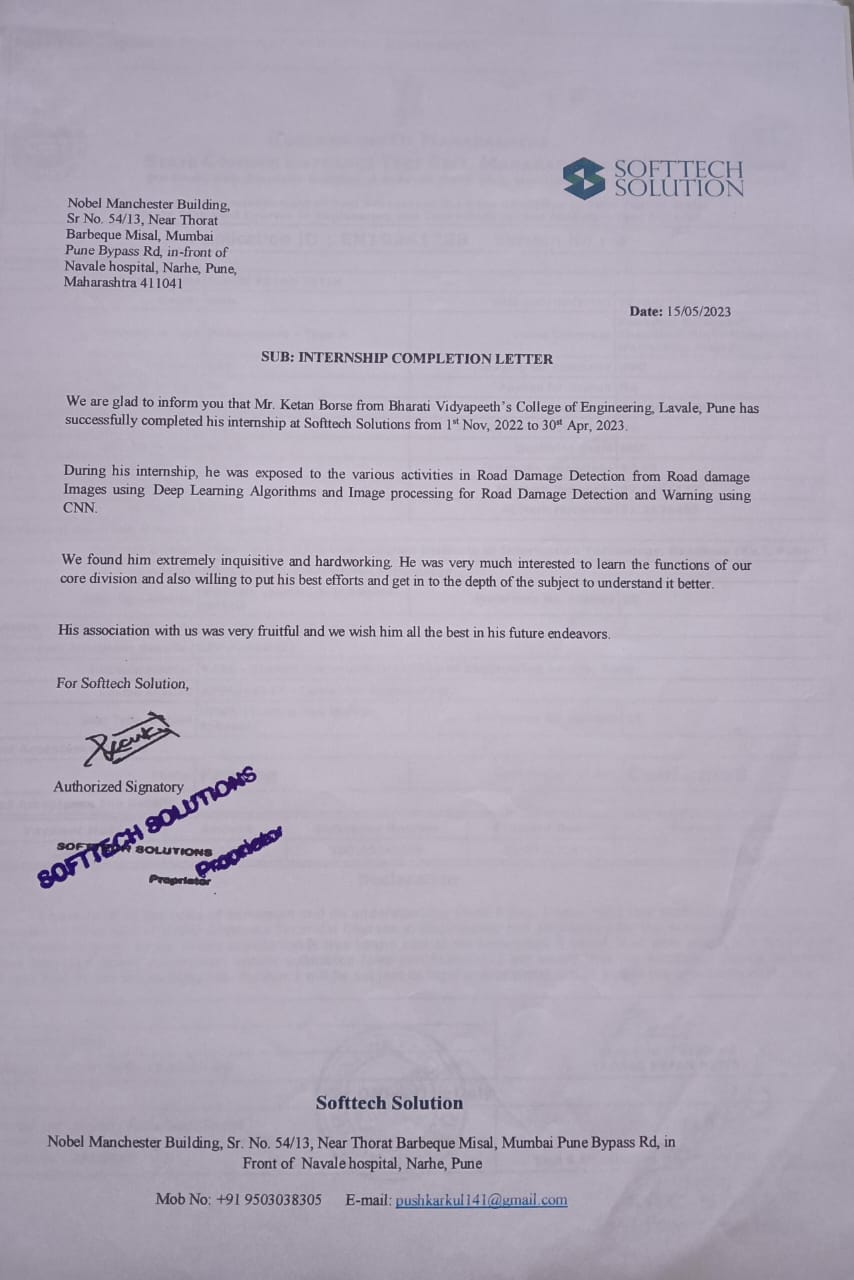 SOFTTECH
SOLUTION
Nobel Manchester Building,
Sr No. 54/13, Near Thorat
Barbeque Misal, Mumbai
Pune Bypass Rd, in-front of
Navale hospital, Narhe, Pune,
Maharashtra 411041
Date: 15/05/2023
SUB: INTERNSHIP COMPLETION LETTER
We are glad to inform you that Mr. Ketan Borse from Bharati Vidyapeeth's College of Engineering, Lavale, Pune has
successfully completed his internship at Softtech Solutions from 1st Nov, 2022 to 30st Apr, 2023.
During his internship, he was exposed to the various activities in Road Damage Detection from Road damage
Images using Deep Learning Algorithms and Image processing for Road Damage Detection and Warning using
CNN.
We found him extremely inquisitive and hardworking. He was very much interested to learn the functions of our
core division and also willing to put his best efforts and get in to the depth of the subject to understand it better.
His association with us was very fruitful and we wish him all the best in his future endeavors.
For Softtech Solution,
Authorized Signatory
SOFTTECH SOLUTIONS
Proprietor
SOFTTECH SOLUTIONS
Proprietor
Softtech Solution
Nobel Manchester Building, Sr. No. 54/13, Near Thorat Barbeque Misal, Mumbai Pune Bypass Rd, in
Front of Navale hospital, Narhe, Pune
Mob No: +91 9503038305 E-mail: pushkarkul141@gmail.com